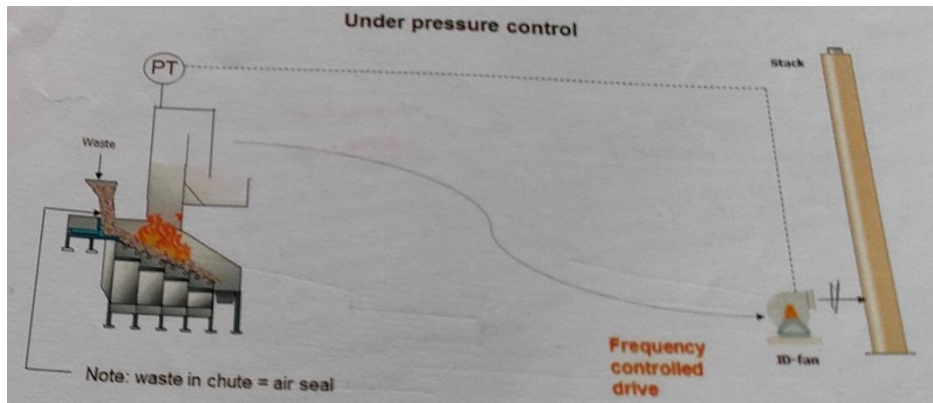 Under pressure control
PT
Stack
Waste
Frequency
controlled
drive
ID-fan
Note: waste in chute = air seal